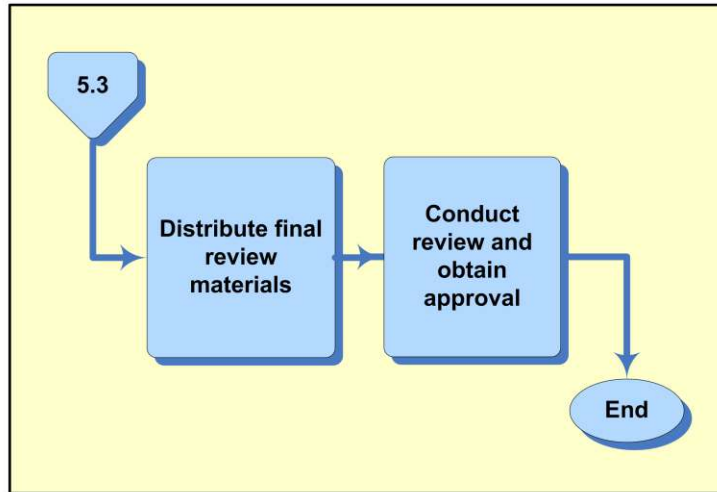 5.3
Distribute final
review
materials
Conduct
review and
obtain
approval
End